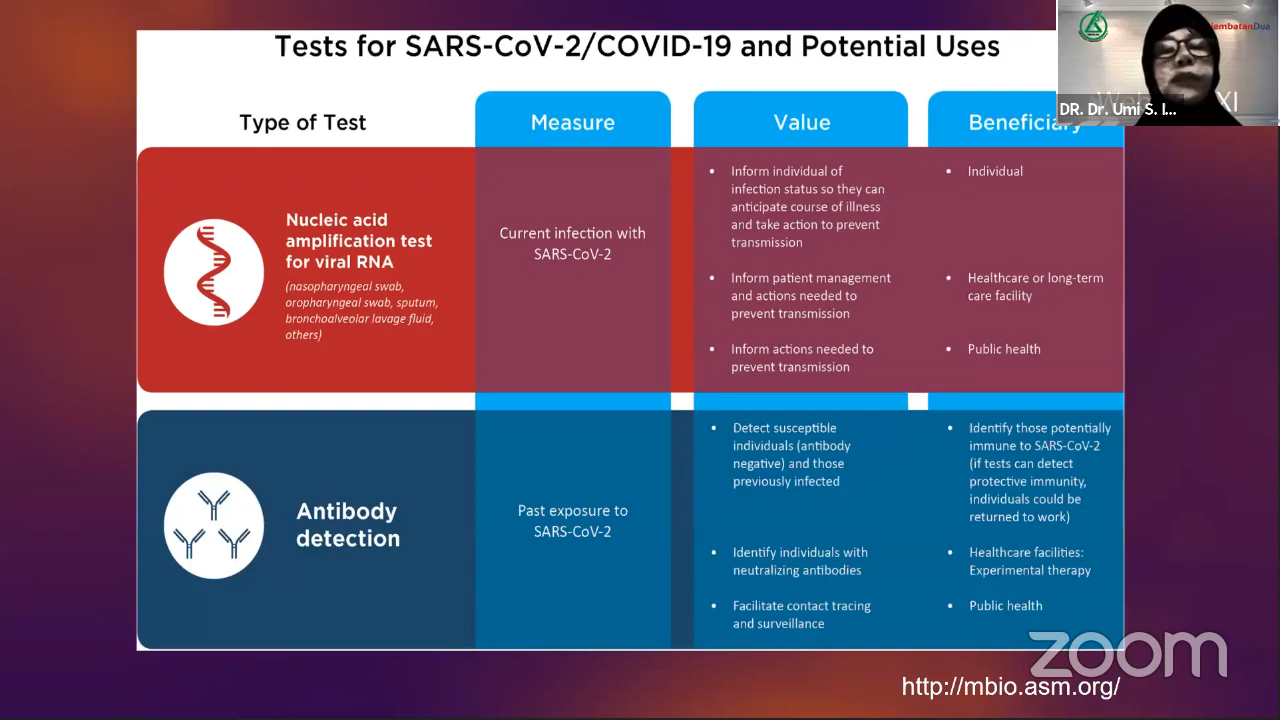 Tests for SARS-CoV-2/COVID-19 and Potential Uses
DR. Dr. Umi S. I...
XI
Type of Test
Measure
Value
Beneficiary
Nucleic acid
amplification test
for viral RNA
(nasopharyngeal swab,
oropharyngeal swab, sputum,
bronchoalveolar lavage fluid,
others)
Current infection with
SARS-CoV-2
• Inform individual of
infection status so they can
anticipate course of illness
and take action to prevent
transmission
• Individual
• Inform patient management
and actions needed to
prevent transmission
• Healthcare or long-term
care facility
• Inform actions needed to
prevent transmission
• Public health
Antibody
detection
Past exposure to
SARS-CoV-2
• Detect susceptible
individuals (antibody
negative) and those
previously infected
• Identify those potentially
immune to SARS-CoV-2
(if tests can detect
protective immunity,
individuals could be
returned to work)
• Identify individuals with
neutralizing antibodies
• Healthcare facilities:
Experimental therapy
• Facilitate contact tracing
and surveillance
• Public health
zoom
http://mbio.asm.org/